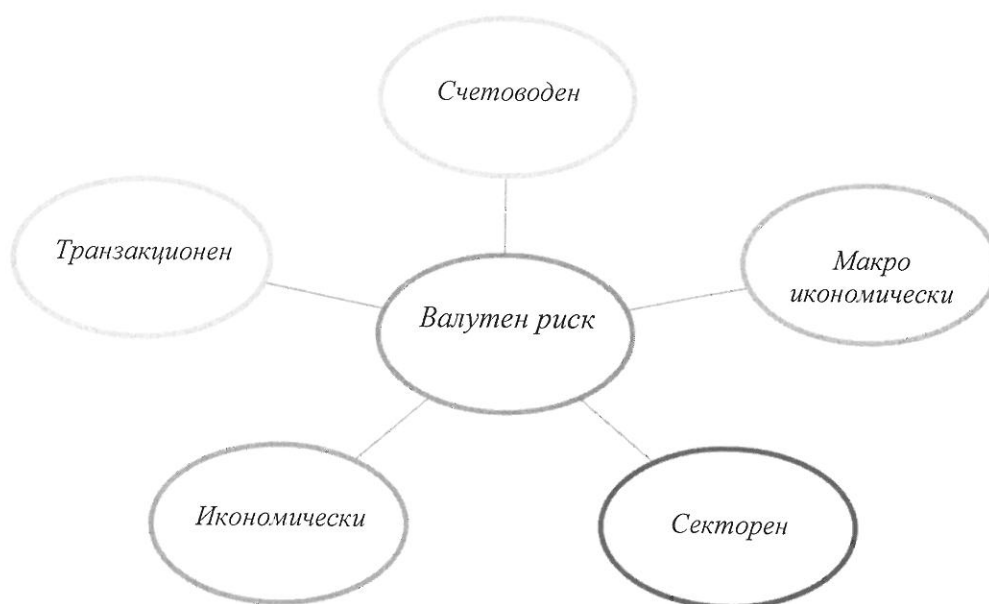 Счетоводен
Транзакционен
Макро
икономически
Валутен риск
Икономически
Секторен